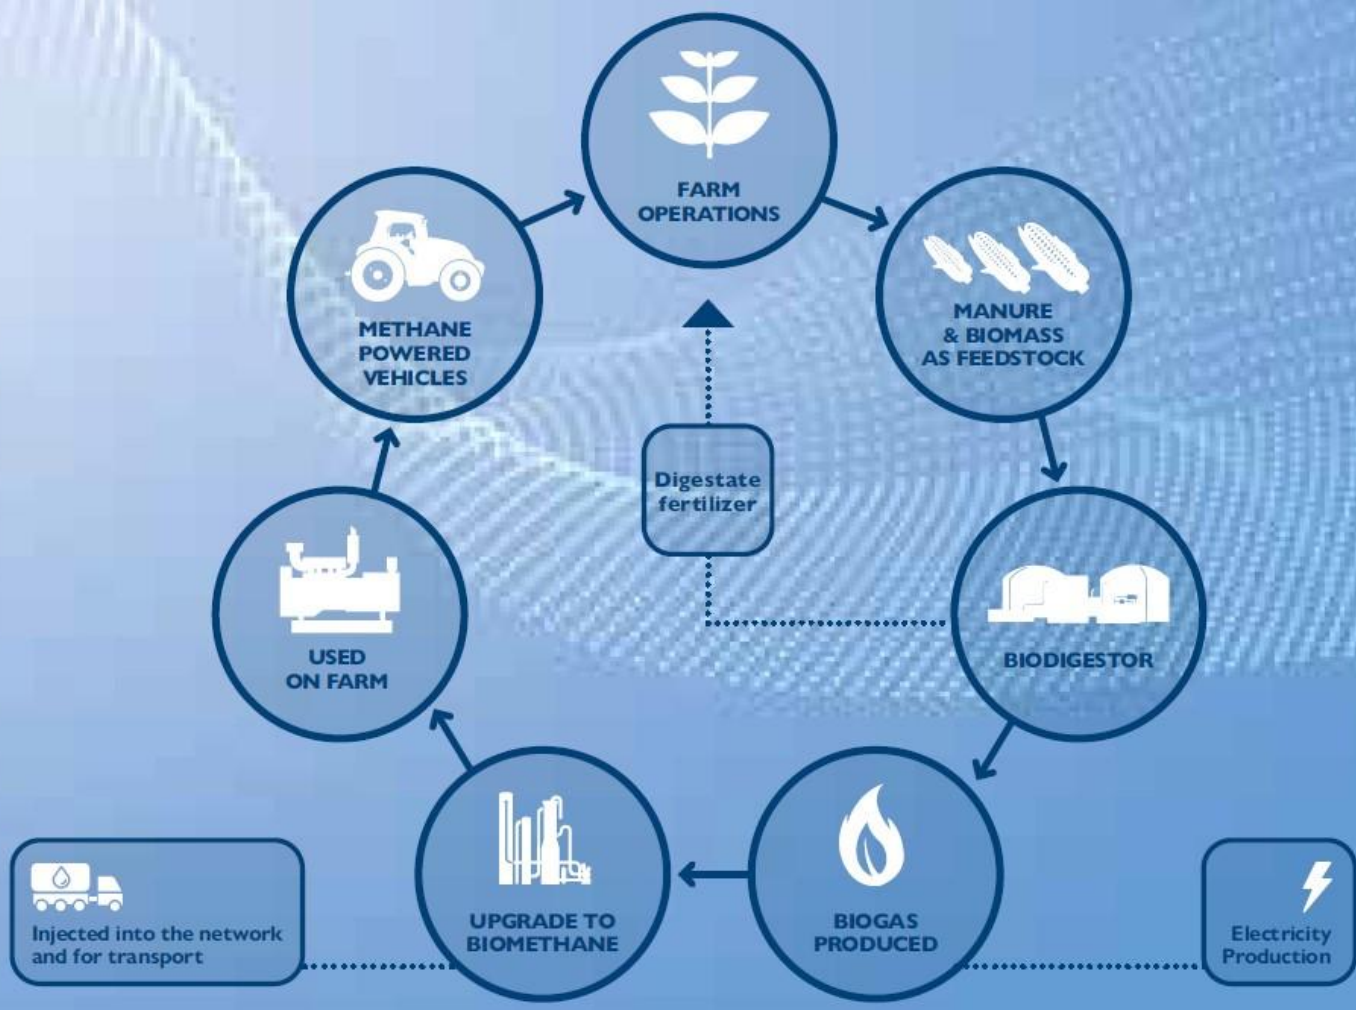 FARM
OPERATIONS
MANURE
& BIOMASS
AS FEEDSTOCK
BIODIGESTOR
BIOGAS
PRODUCED
UPGRADE TO
BIOMETHANE
USED
ON FARM
METHANE
POWERED
VEHICLES
Digestate
fertilizer
Injected into the network
and for transport
Electricity
Production